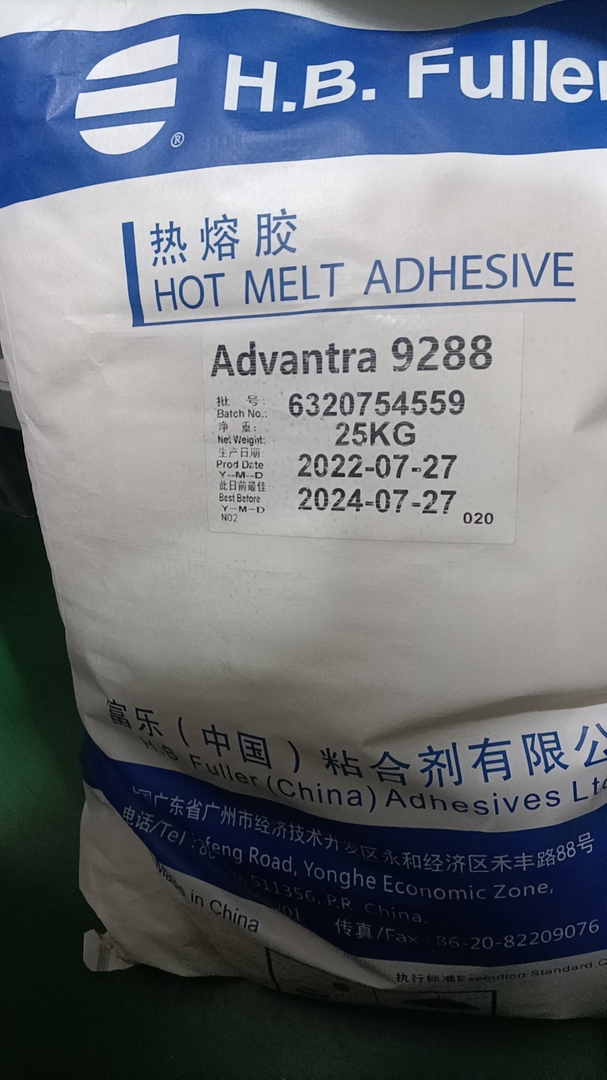 ®
H.B. Fuller
热熔胶
HOT MELT ADHESIVE
Advantra 9288
批 号:
Batch No.: 6320754559
净 重:
Net Weight: 25KG
生产日期:
Prod Date 2022-07-27
Y-M-D
此日前最佳:
Best Before 2024-07-27
Y-M-D
N02
020
富乐(中国)粘合剂有限公
H.B. Fuller (China) Adhesives Ltd
广东省广州市经济技术开发区永和经济区禾丰路88号
feng Road, Yonghe Economic Zone,
511356, P.R. China.
电话/Tel : 传真/Fax : 86-20-82209076
Made in China
执行标准Execution Standard: